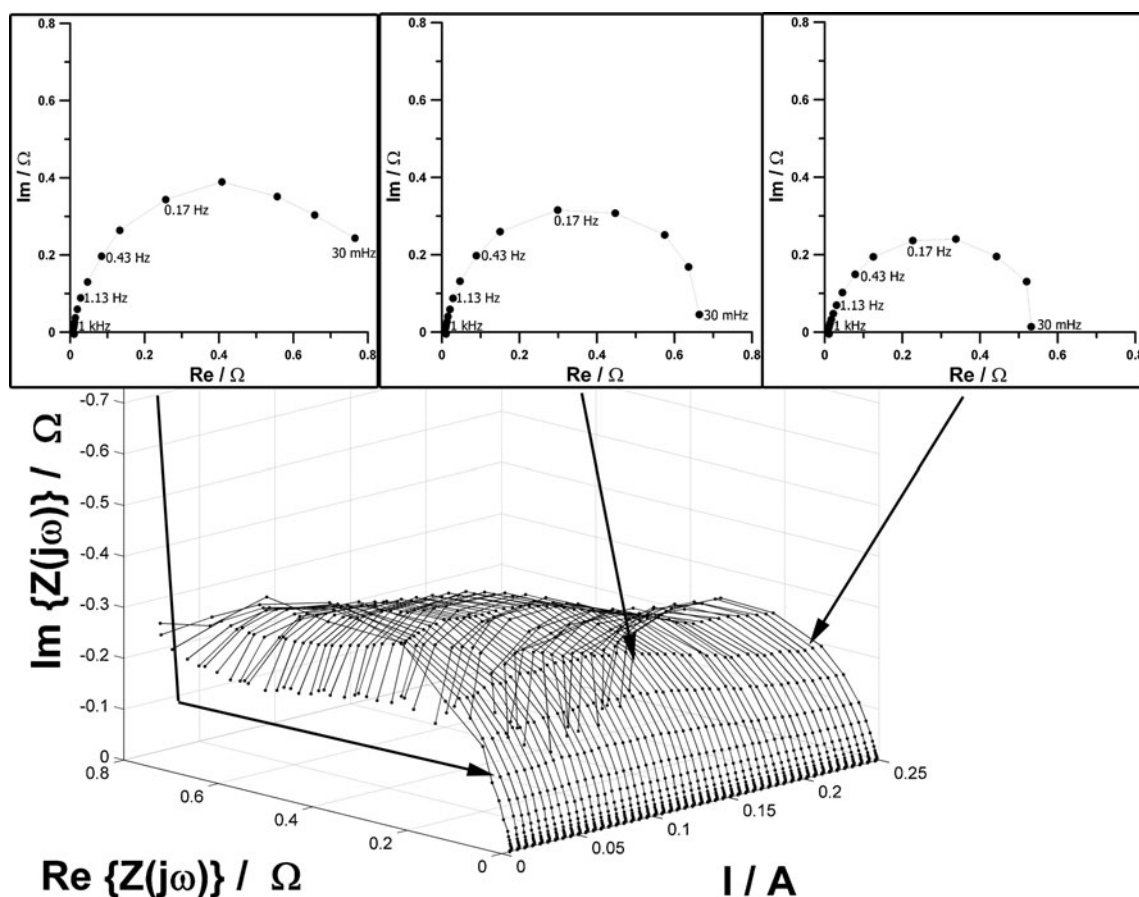 0.8
0.6
0.4
0.2
0
Im / Ω
0.17 Hz
0.43 Hz
1.13 Hz
1 kHz
30 mHz
0 0.2 0.4 0.6 0.8
Re / Ω
0.8
0.6
0.4
0.2
0
Im / Ω
0.17 Hz
0.43 Hz
1.13 Hz
1 kHz
30 mHz
0 0.2 0.4 0.6 0.8
Re / Ω
0.8
0.6
0.4
0.2
0
Im / Ω
0.17 Hz
0.43 Hz
1.13 Hz
1 kHz
30 mHz
0 0.2 0.4 0.6 0.8
Re / Ω
-0.7
-0.6
-0.5
-0.4
-0.3
-0.2
-0.1
0
Im {Z(jω)} / Ω
0.8
0.6
0.4
0.2
0
Re {Z(jω)} / Ω
0
0.05
0.1
0.15
0.2
0.25
I / A